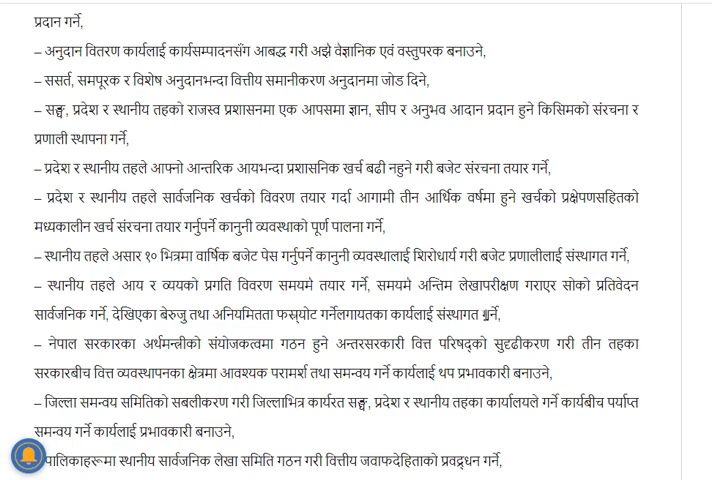 प्रदान गर्ने,
– अनुदान वितरण कार्यलाई कार्यसम्पादनसँग आबद्ध गरी अझै वैज्ञानिक एवं वस्तुपरक बनाउने,
– ससर्त, समपूरक र विशेष अनुदानभन्दा वित्तीय समानीकरण अनुदानमा जोड दिने,
– सङ्घ, प्रदेश र स्थानीय तहको राजस्व प्रशासनमा एक आपसमा ज्ञान, सीप र अनुभव आदान प्रदान हुने किसिमको संरचना र
प्रणाली स्थापना गर्ने,
– प्रदेश र स्थानीय तहले आफ्नो आन्तरिक आयभन्दा प्रशासनिक खर्च बढी नहुने गरी बजेट संरचना तयार गर्ने,
– प्रदेश र स्थानीय तहले सार्वजनिक खर्चको विवरण तयार गर्दा आगामी तीन आर्थिक वर्षमा हुने खर्चको प्रक्षेपणसहितको
मध्यकालीन खर्च संरचना तयार गर्नुपर्ने कानुनी व्यवस्थाको पूर्ण पालना गर्ने,
– स्थानीय तहले असार १० भित्रमा वार्षिक बजेट पेस गर्नुपर्ने कानुनी व्यवस्थालाई शिरोधार्य गरी बजेट प्रणालीलाई संस्थागत गर्ने,
– स्थानीय तहले आय र व्ययको प्रगति विवरण समयमै तयार गर्ने, समयमै अन्तिम लेखापरीक्षण गराएर सोको प्रतिवेदन
सार्वजनिक गर्ने, देखिएका बेरुजु तथा अनियमितता फस्र्योट गर्नेलगायतका कार्यलाई संस्थागत गर्ने,
– नेपाल सरकारका अर्थमन्त्रीको संयोजकत्वमा गठन हुने अन्तरसरकारी वित्त परिषद्को सुदृढीकरण गरी तीन तहका
सरकारबीच वित्त व्यवस्थापनका क्षेत्रमा आवश्यक परामर्श तथा समन्वय गर्ने कार्यलाई थप प्रभावकारी बनाउने,
– जिल्ला समन्वय समितिको सबलीकरण गरी जिल्लाभित्र कार्यरत सङ्घ, प्रदेश र स्थानीय तहका कार्यालयले गर्ने कार्यबीच पर्याप्त
समन्वय गर्ने कार्यलाई प्रभावकारी बनाउने,
पालिकाहरूमा स्थानीय सार्वजनिक लेखा समिति गठन गरी वित्तीय जवाफदेहिताको प्रवद्र्धन गर्ने,